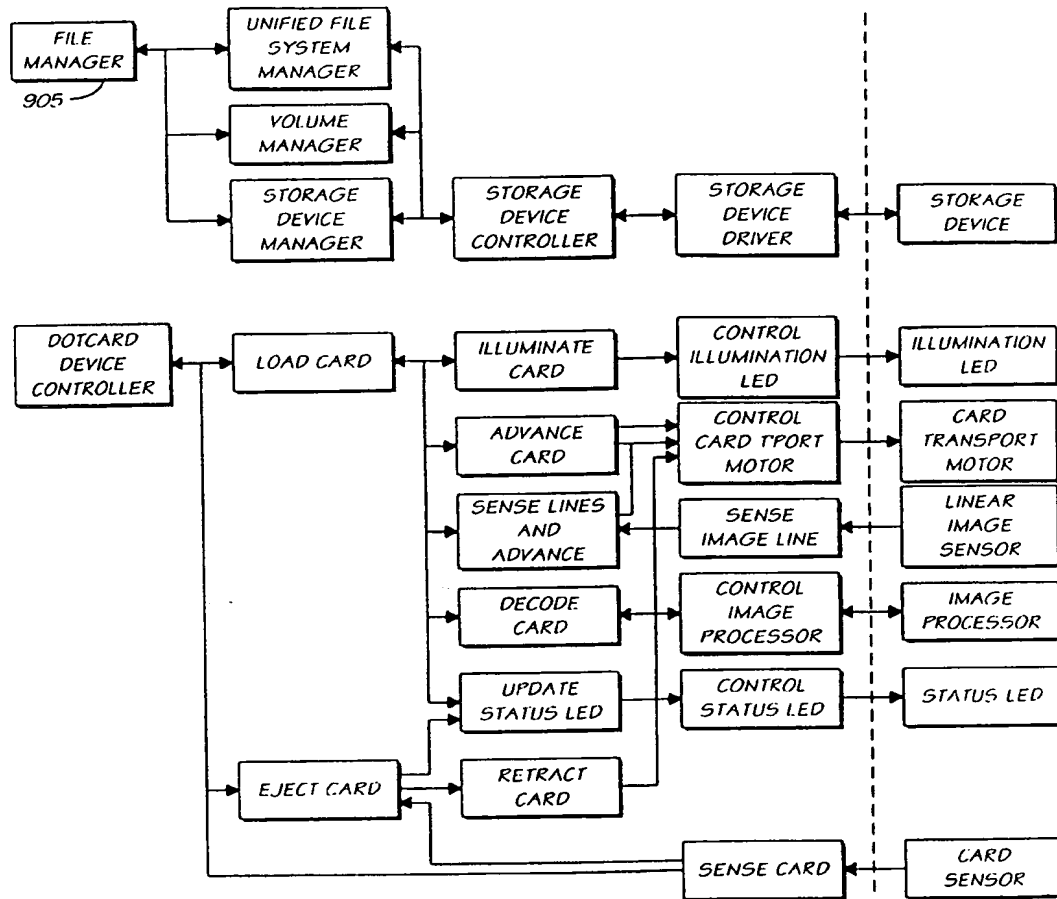 FILE
MANAGER
905
UNIFIED FILE
SYSTEM
MANAGER
VOLUME
MANAGER
STORAGE
DEVICE
MANAGER
STORAGE
DEVICE
CONTROLLER
STORAGE
DEVICE
DRIVER
STORAGE
DEVICE
DOTCARD
DEVICE
CONTROLLER
LOAD CARD
ILLUMINATE
CARD
CONTROL
ILLUMINATION
LED
ILLUMINATION
LED
ADVANCE
CARD
CONTROL
CARD T'PORT
MOTOR
CARD
TRANSPORT
MOTOR
SENSE LINES
AND
ADVANCE
SENSE
IMAGE LINE
LINEAR
IMAGE
SENSOR
DECODE
CARD
CONTROL
IMAGE
PROCESSOR
IMAGE
PROCESSOR
UPDATE
STATUS LED
CONTROL
STATUS LED
STATUS LED
EJECT CARD
RETRACT
CARD
SENSE CARD
CARD
SENSOR